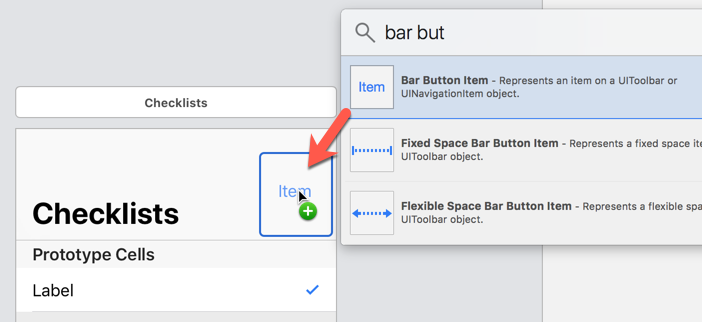 bar but
Item
Bar Button Item - Represents an item on a UIToolbar or
UINavigationItem object.
Checklists
Fixed Space Bar Button Item - Represents a fixed space ite
UIToolbar object.
Item
Checklists
Flexible Space Bar Button Item - Represents a flexible spa
UIToolbar object.
Prototype Cells
Label